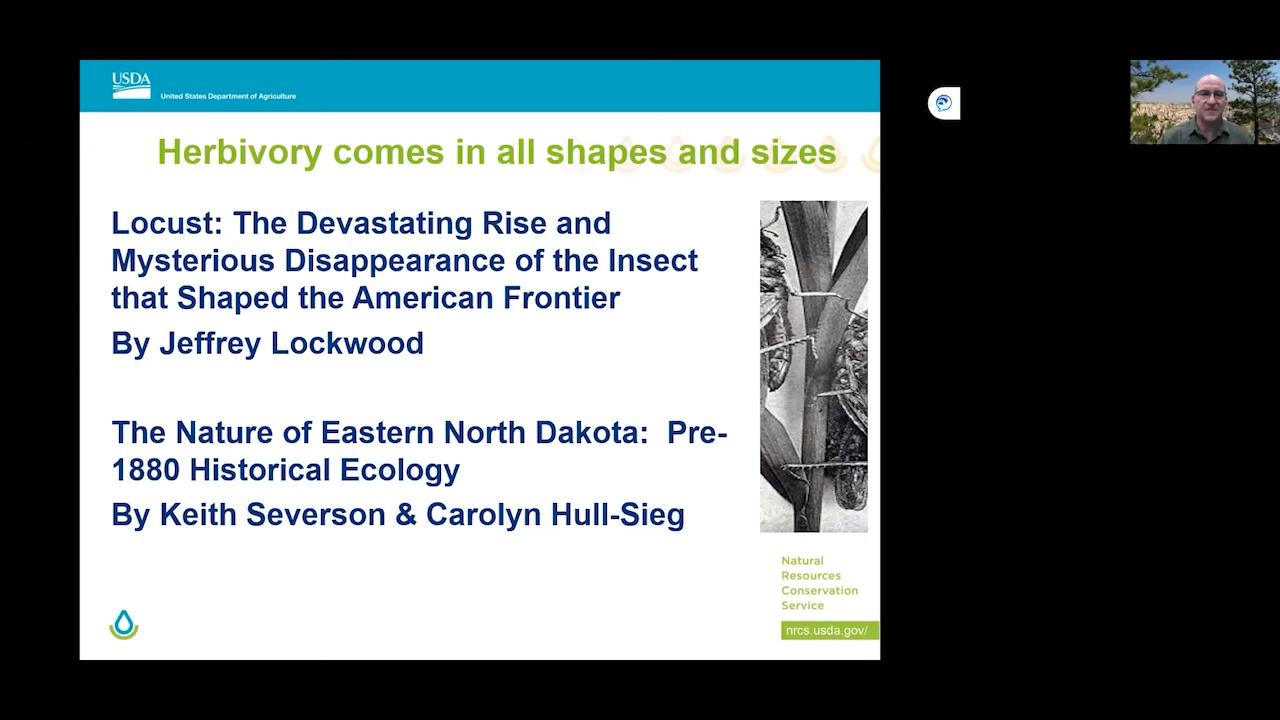 USDA
United States Department of Agriculture
Herbivory comes in all shapes and sizes
Locust: The Devastating Rise and
Mysterious Disappearance of the Insect
that Shaped the American Frontier
By Jeffrey Lockwood
The Nature of Eastern North Dakota:  Pre-
1880 Historical Ecology
By Keith Severson & Carolyn Hull-Sieg
Natural
Resources
Conservation
Service
nrcs.usda.gov/